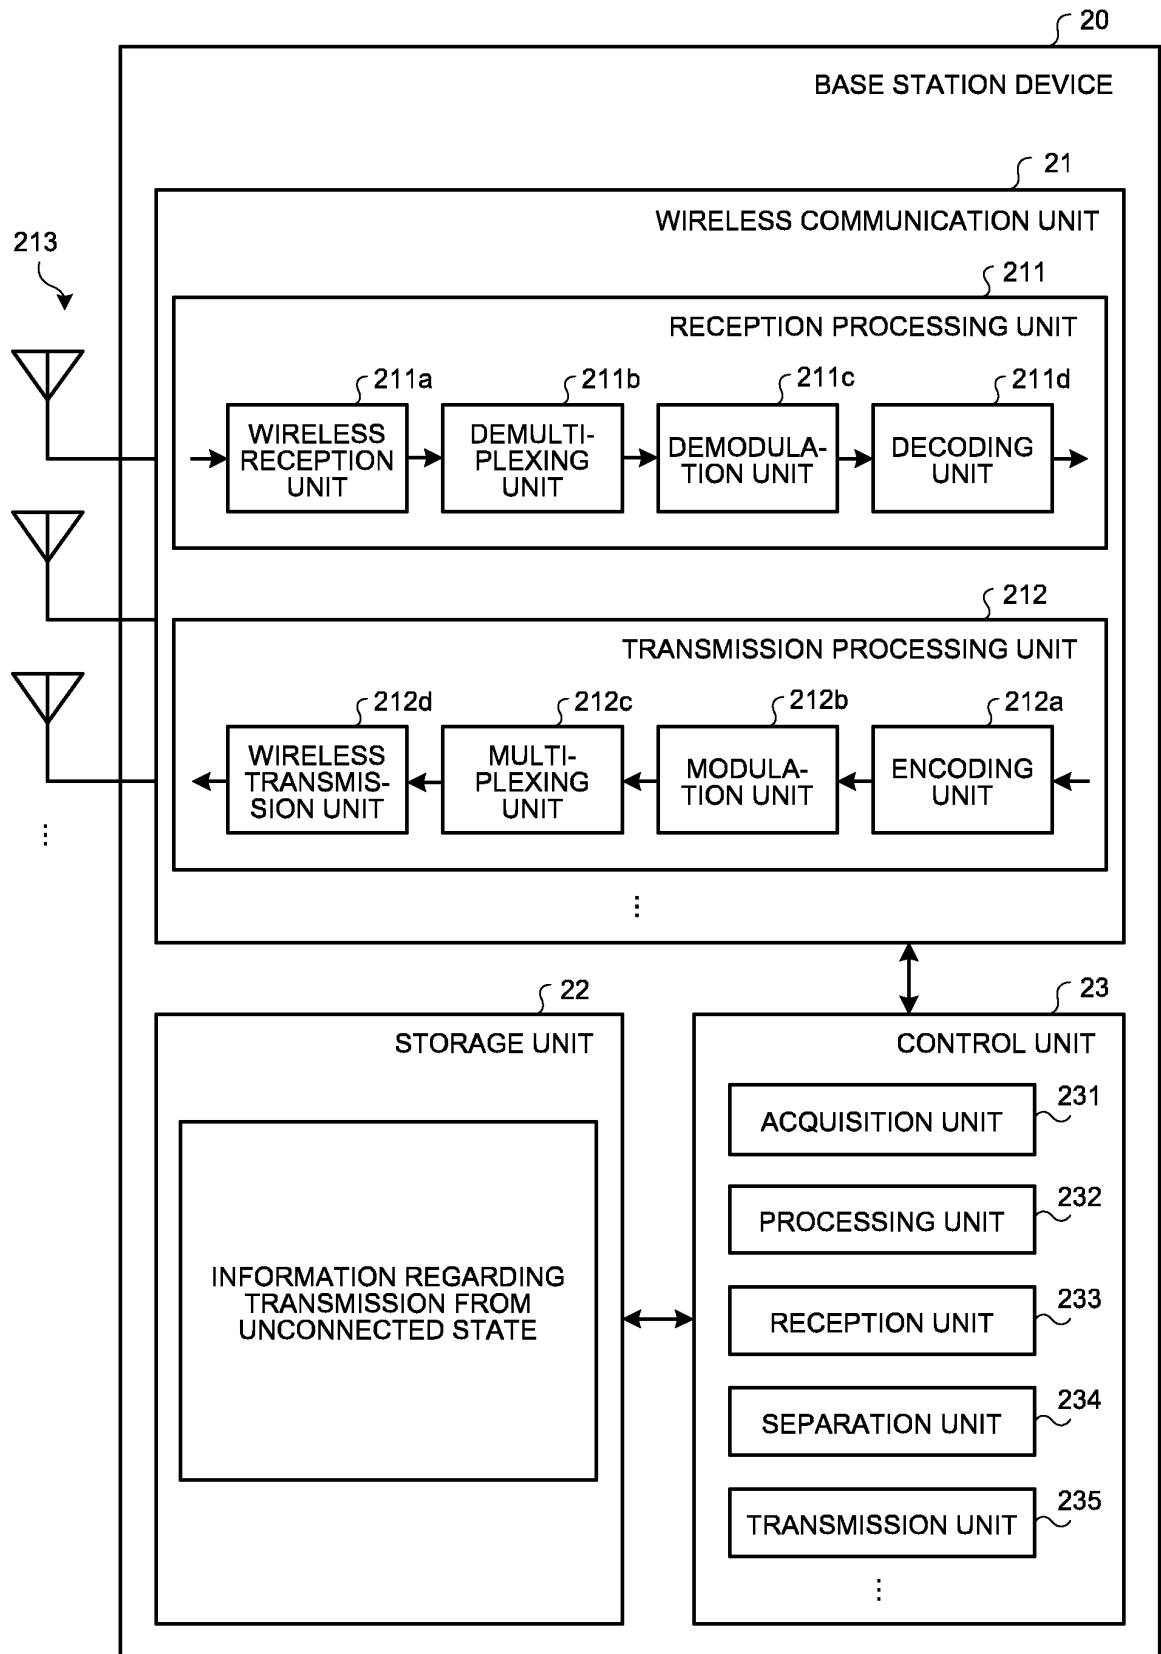 20
BASE STATION DEVICE
21
WIRELESS COMMUNICATION UNIT
213
211
RECEPTION PROCESSING UNIT
211a
211b
211c
211d
WIRELESS
RECEPTION
UNIT
DEMULTI-
PLEXING
UNIT
DEMODULA-
TION UNIT
DECODING
UNIT
212
TRANSMISSION PROCESSING UNIT
212d
212c
212b
212a
WIRELESS
TRANSMIS-
SION UNIT
MULTI-
PLEXING
UNIT
MODULA-
TION UNIT
ENCODING
UNIT
...
...
22
STORAGE UNIT
INFORMATION REGARDING
TRANSMISSION FROM
UNCONNECTED STATE
23
CONTROL UNIT
231
ACQUISITION UNIT
232
PROCESSING UNIT
233
RECEPTION UNIT
234
SEPARATION UNIT
235
TRANSMISSION UNIT
...